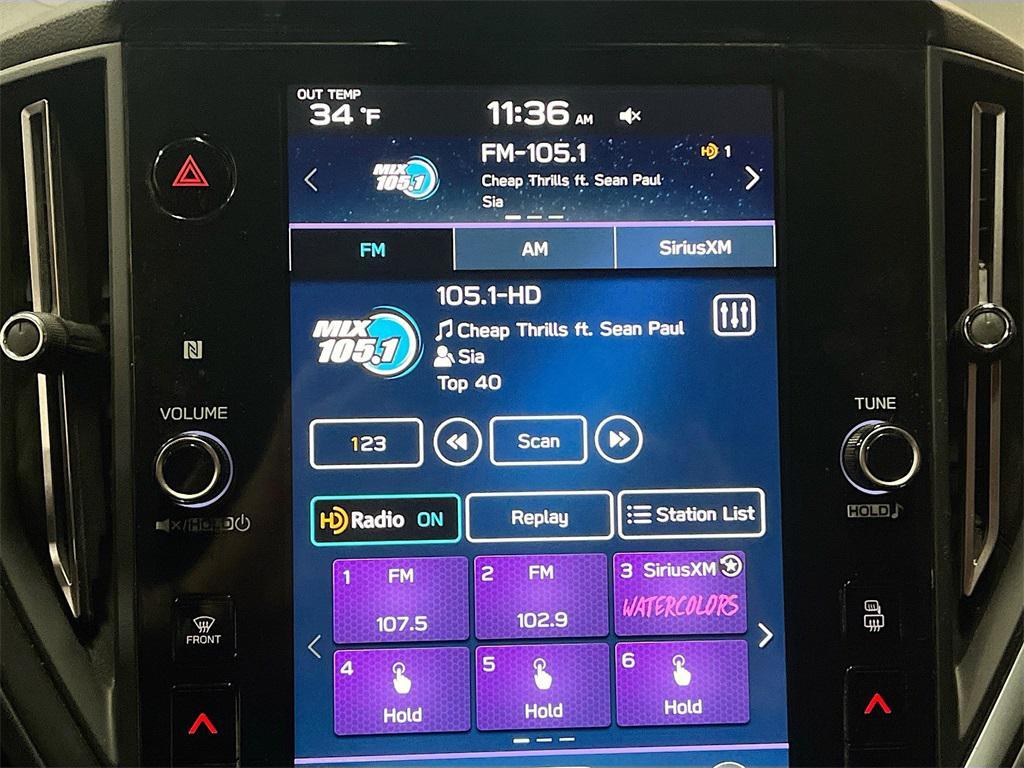 OUT TEMP
34 °F
11:36 AM
MIX
105.1
FM-105.1
HD 1
Cheap Thrills ft. Sean Paul
Sia
FM
AM
SiriusXM
MIX
105.1
105.1-HD
Cheap Thrills ft. Sean Paul
Sia
Top 40
VOLUME
TUNE
123
Scan
HOLD
HOLD
HD Radio ON
Replay
Station List
1 FM
107.5
2 FM
102.9
3 SiriusXM
WATERCOLORS
FRONT
4
Hold
5
Hold
6
Hold